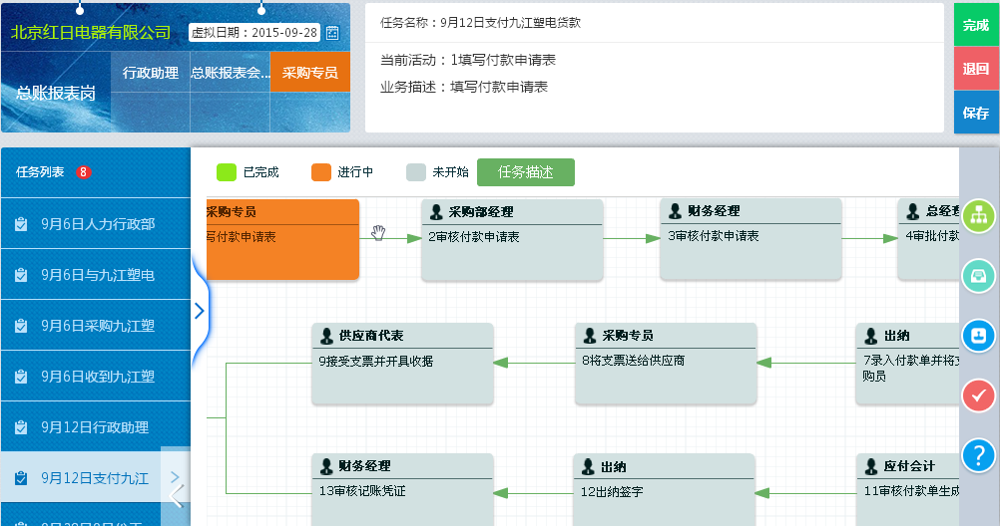 北京红日电器有限公司
虚拟日期：2015-09-28
行政助理
总账报表会...
采购专员
总账报表岗
任务名称：9月12日支付九江塑电货款
当前活动：1填写付款申请表
业务描述：填写付款申请表
完成
退回
保存
任务列表 8
9月6日人力行政部
9月6日与九江塑电
9月6日采购九江塑
9月6日收到九江塑
9月12日行政助理
9月12日支付九江
已完成
进行中
未开始
任务描述
采购专员
写付款申请表
采购部经理
2审核付款申请表
财务经理
3审核付款申请表
总经理
4审批付款
供应商代表
9接受支票并开具收据
采购专员
8将支票送给供应商
出纳
7录入付款单并将支
购员
财务经理
13审核记账凭证
出纳
12出纳签字
应付会计
11审核付款单生成